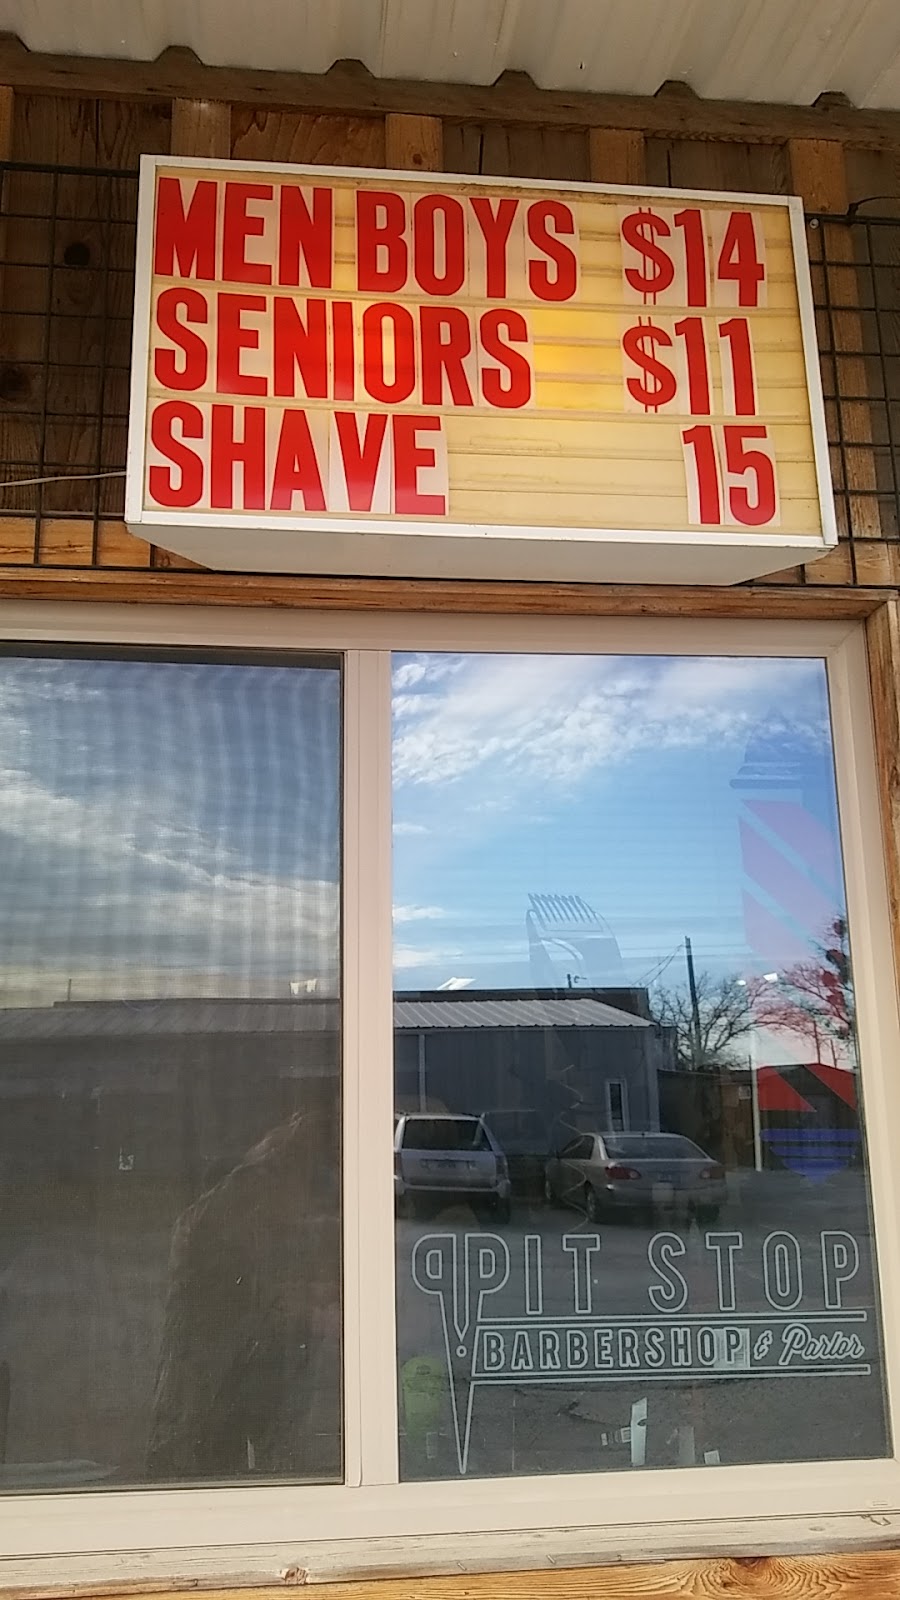 MEN BOYS $14
SENIORS $11
SHAVE 15
PIT STOP
BARBERSHOP & Parlor